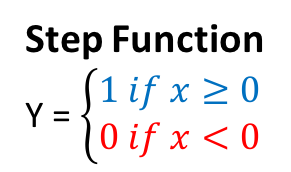 Step Function
Y = { 1 if x ≥ 0
0 if x < 0